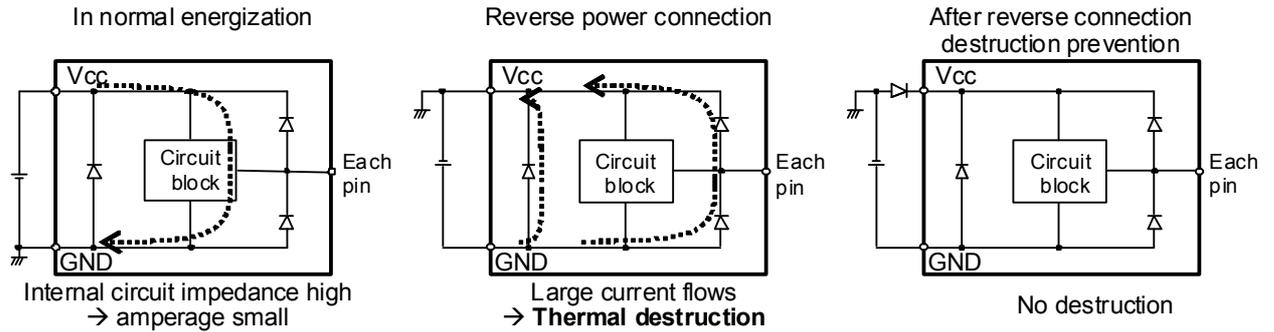 In normal energization
Vcc
Circuit
block
Each
pin
GND
Internal circuit impedance high
→ amperage small
Reverse power connection
Vcc
Circuit
block
Each
pin
GND
Large current flows
→ Thermal destruction
After reverse connection
destruction prevention
Vcc
Circuit
block
Each
pin
GND
No destruction